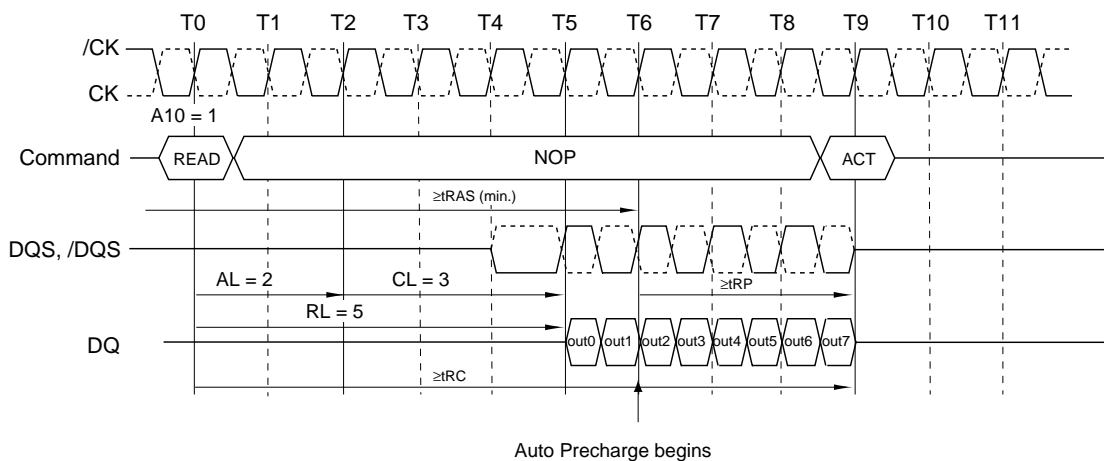 T0 T1 T2 T3 T4 T5 T6 T7 T8 T9 T10 T11
/CK
CK
A10 = 1
Command READ NOP ACT
≥tRAS (min.)
DQS, /DQS
AL = 2 CL = 3 ≥tRP
RL = 5
DQ out0 out1 out2 out3 out4 out5 out6 out7
≥tRC
Auto Precharge begins